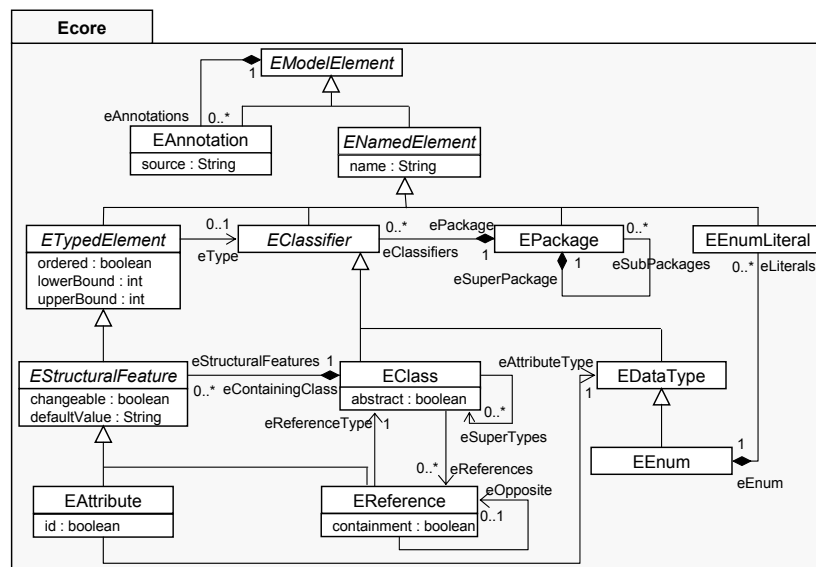 Ecore
EModelElement
1
eAnnotations
0..*
EAnnotation
source : String
ENamedElement
name : String
ETypedElement
ordered : boolean
lowerBound : int
upperBound : int
0..1
eType
EClassifier
0..*
eClassifiers
ePackage
1
EPackage
0..*
1
eSubPackages
eSuperPackage
EEnumLiteral
0..*
eLiterals
EStructuralFeature
changeable : boolean
defaultValue : String
eStructuralFeatures
1
0..*
eContainingClass
EClass
abstract : boolean
0..*
eSuperTypes
eAttributeType
1
EDataType
eReferenceType
1
0..*
eReferences
EEnum
1
eEnum
EAttribute
id : boolean
EReference
containment : boolean
eOpposite
0..1